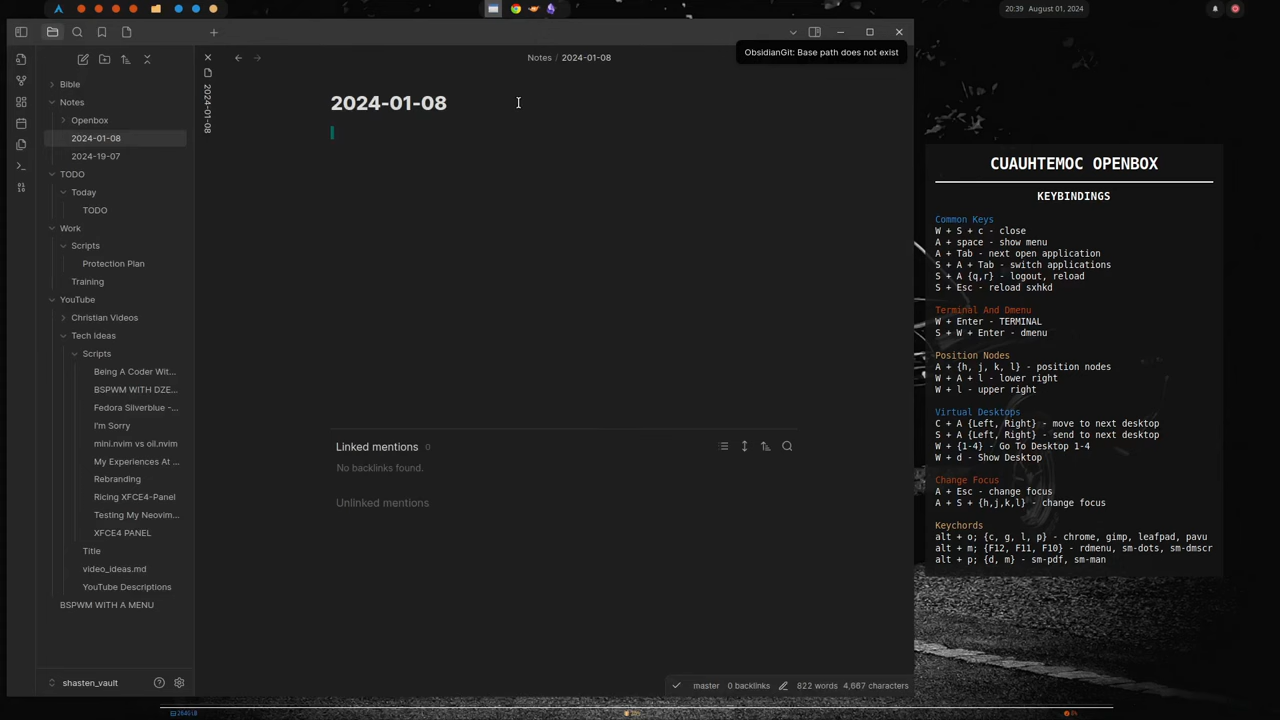 20:39 August 01, 2024
ObsidianGit: Base path does not exist
Notes / 2024-01-08
2024-01-08
2024-01-08
Bible
Notes
Openbox
2024-01-08
2024-19-07
TODO
Today
TODO
Work
Scripts
Protection Plan
Training
YouTube
Christian Videos
Tech Ideas
Scripts
Being A Coder Wit...
BSPWM WITH DZE...
Fedora Silverblue -...
I'm Sorry
mini.nvim vs oil.nvim
My Experiences At ...
Rebranding
Ricing XFCE4-Panel
Testing My Neovim...
XFCE4 PANEL
Title
video_ideas.md
YouTube Descriptions
BSPWM WITH A MENU
shasten_vault
Linked mentions 0
No backlinks found.
Unlinked mentions
master 0 backlinks 822 words 4,667 characters
CUAUHTEMOC OPENBOX
KEYBINDINGS
Common Keys
W + S + c - close
A + space - show menu
A + Tab - next open application
S + A + Tab - switch applications
S + A {q,r} - logout, reload
S + Esc - reload sxhkd
Terminal And Dmenu
W + Enter - TERMINAL
S + W + Enter - dmenu
Position Nodes
A + {h, j, k, l} - position nodes
W + A + l - lower right
W + l - upper right
Virtual Desktops
C + A {Left, Right} - move to next desktop
S + A {Left, Right} - send to next desktop
W + {1-4} - Go To Desktop 1-4
W + d - Show Desktop
Change Focus
A + Esc - change focus
A + S + {h,j,k,l} - change focus
Keychords
alt + o; {c, g, l, p} - chrome, gimp, leafpad, pavu
alt + m; {F12, F11, F10} - rdmenu, sm-dots, sm-dmscr
alt + p; {d, m} - sm-pdf, sm-man